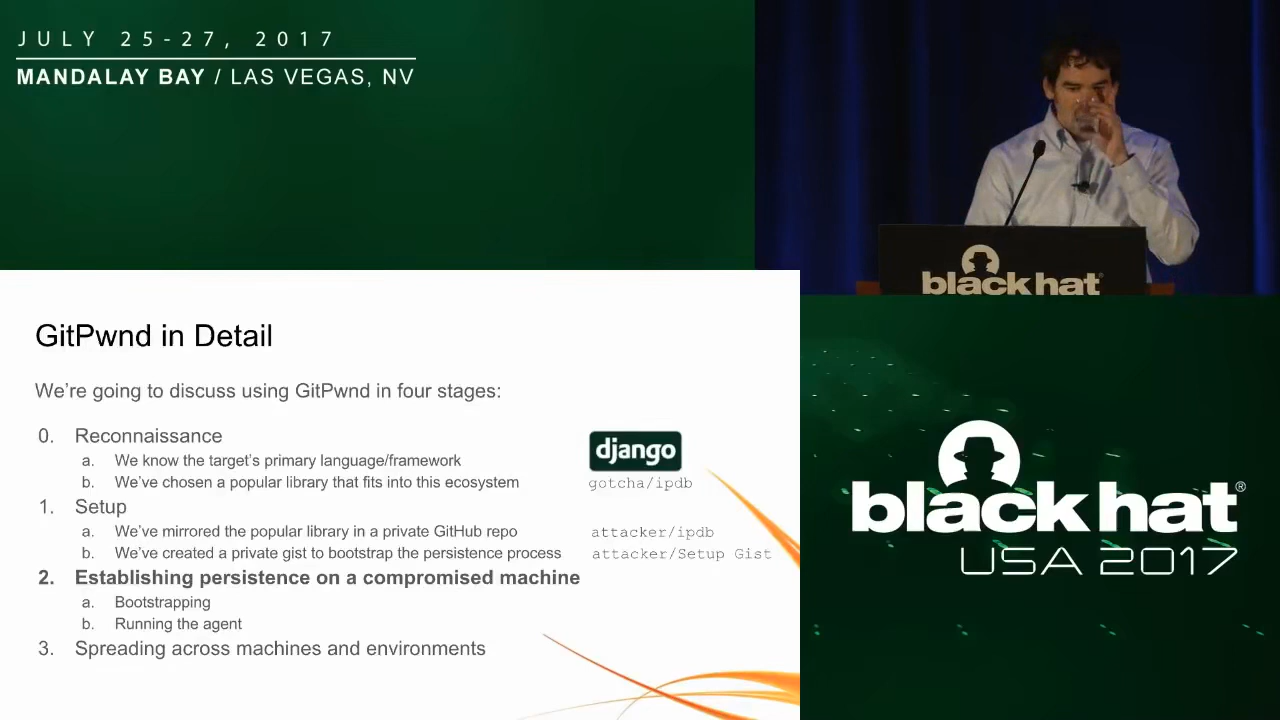 JULY 25-27, 2017
MANDALAY BAY / LAS VEGAS, NV
black hat®
GitPwnd in Detail
We're going to discuss using GitPwnd in four stages:
0. Reconnaissance
django
a. We know the target's primary language/framework
b. We've chosen a popular library that fits into this ecosystem gotcha/ipdb
1. Setup
a. We've mirrored the popular library in a private GitHub repo attacker/ipdb
b. We've created a private gist to bootstrap the persistence process attacker/Setup Gist
2. Establishing persistence on a compromised machine
a. Bootstrapping
b. Running the agent
3. Spreading across machines and environments
black hat®
USA 2017